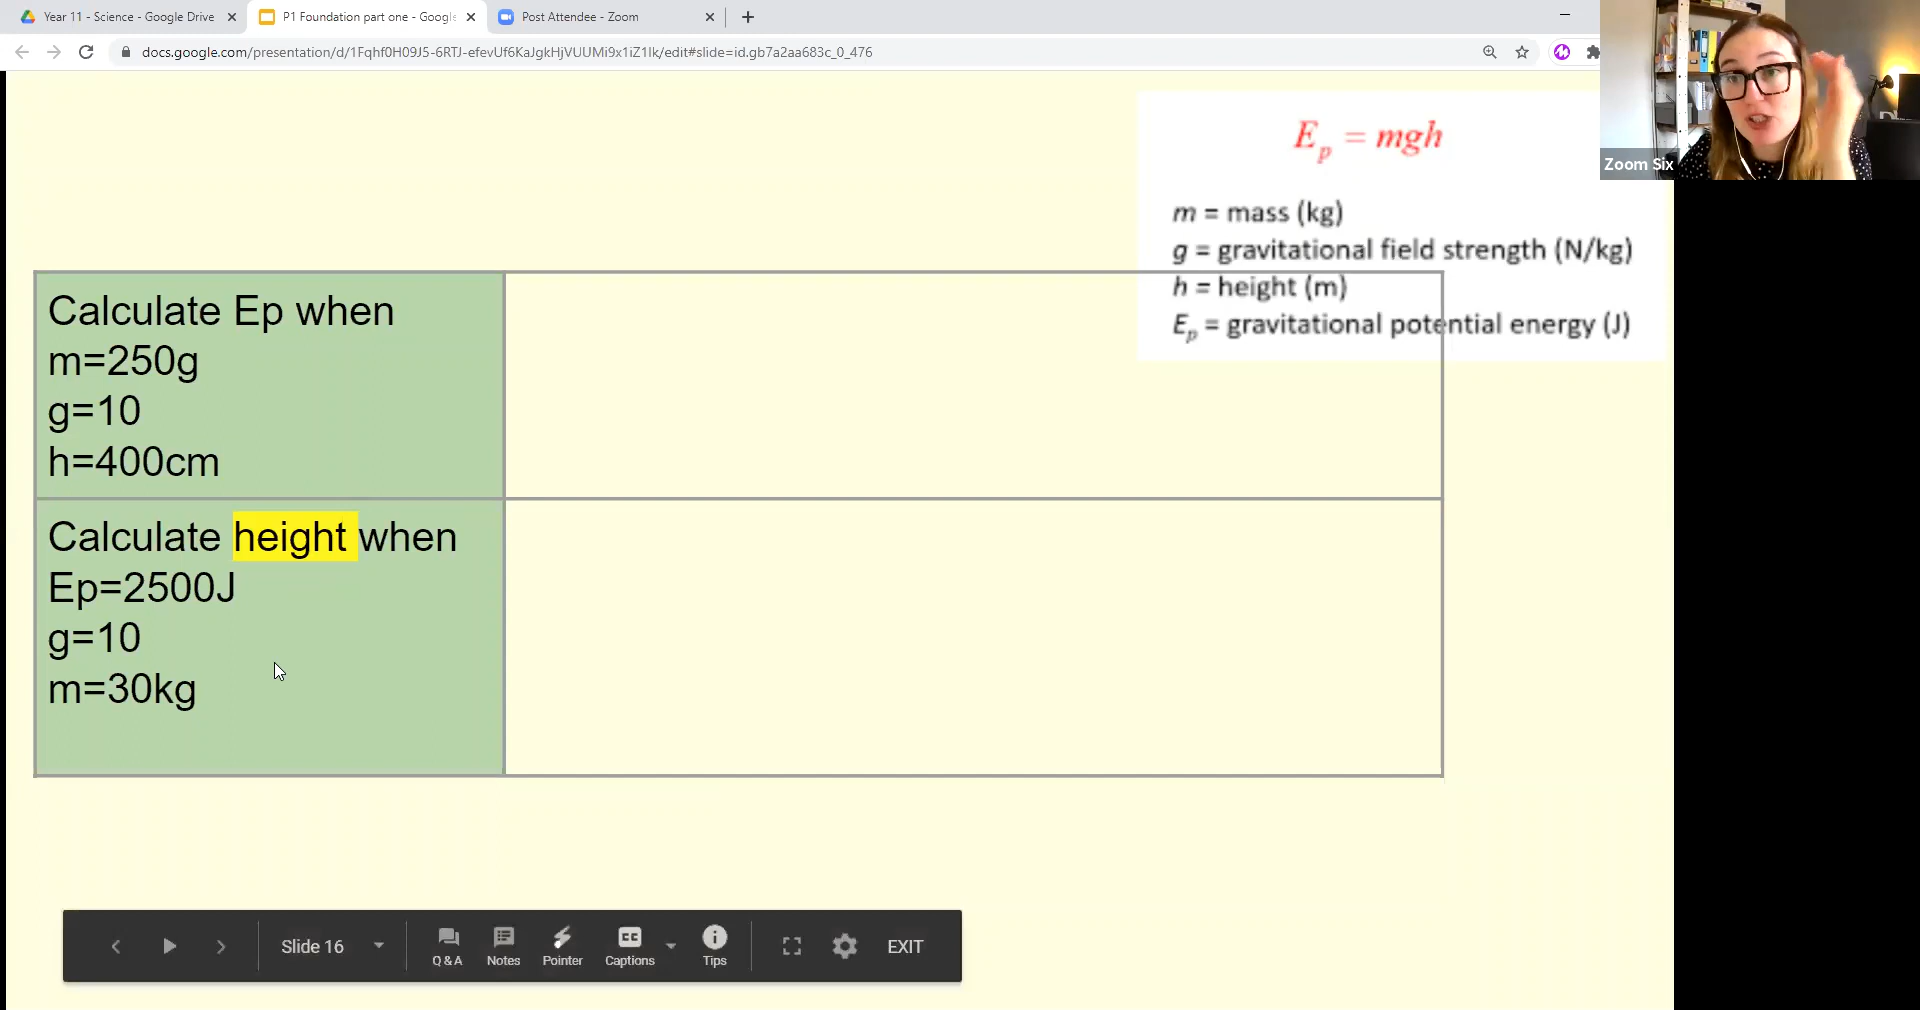 Year 11 - Science - Google Drive
P1 Foundation part one - Google
Post Attendee - Zoom
docs.google.com/presentation/d/1Fqhf0H09J5-6RTJ-efevUf6KaJgkHjVUUMi9x1iZ1lk/edit#slide=id.gb7a2aa683c_0_476
Zoom Six
Ep = mgh
m = mass (kg)
g = gravitational field strength (N/kg)
h = height (m)
Ep = gravitational potential energy (J)
Calculate Ep when
m=250g
g=10
h=400cm
Calculate height when
Ep=2500J
g=10
m=30kg
Slide 16
Q & A
Notes
Pointer
CC
Captions
Tips
EXIT